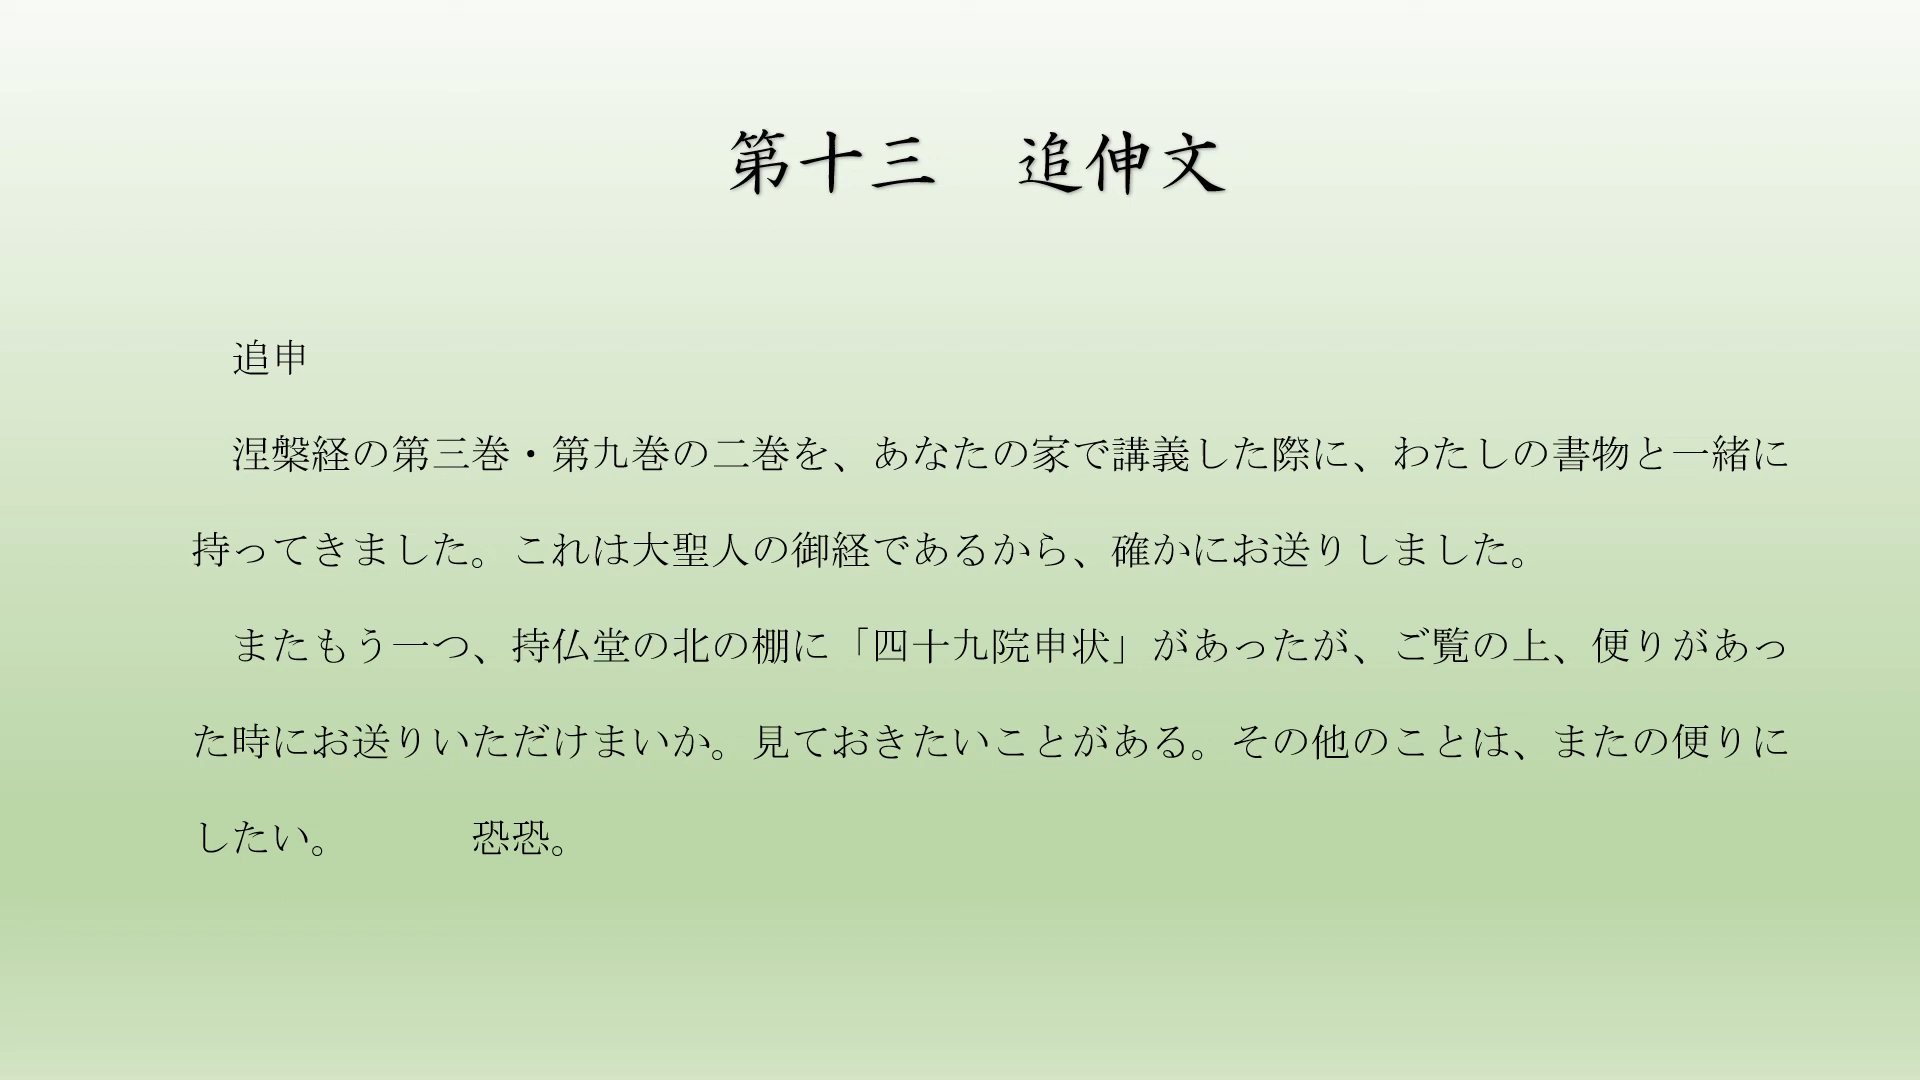 第十三　追伸文
追申
涅槃経の第三巻・第九巻の二巻を、あなたの家で講義した際に、わたしの書物と一緒に
持ってきました。これは大聖人の御経であるから、確かにお送りしました。
またもう一つ、持仏堂の北の棚に「四十九院申状」があったが、ご覧の上、便りがあっ
た時にお送りいただけまいか。見ておきたいことがある。その他のことは、またの便りに
したい。　　　　恐恐。